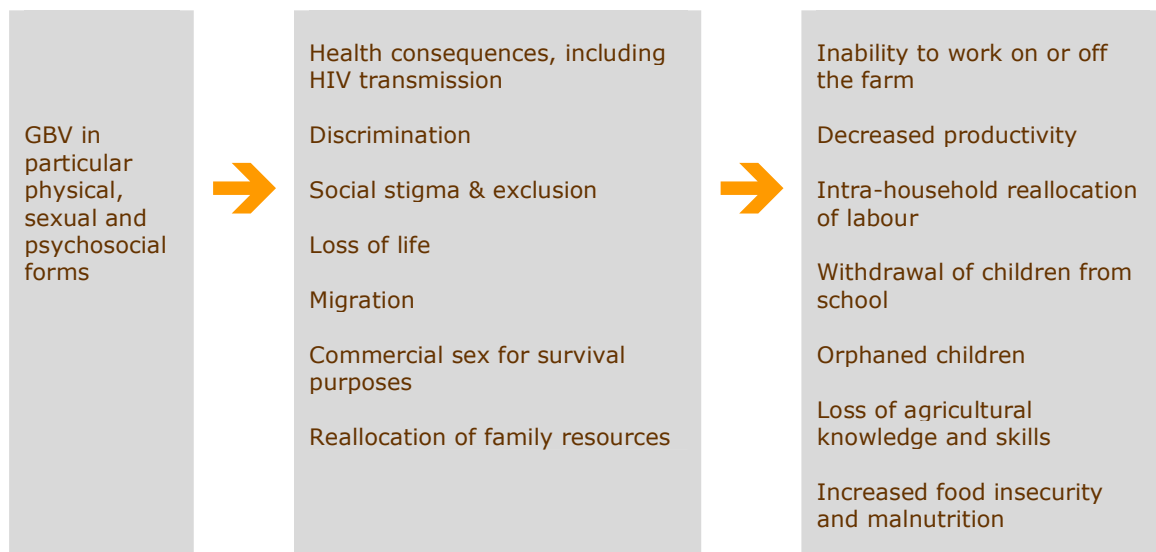 GBV in
particular
physical,
sexual and
psychosocial
forms
Health consequences, including
HIV transmission
Discrimination
Social stigma & exclusion
Loss of life
Migration
Commercial sex for survival
purposes
Reallocation of family resources
Inability to work on or off
the farm
Decreased productivity
Intra-household reallocation
of labour
Withdrawal of children from
school
Orphaned children
Loss of agricultural
knowledge and skills
Increased food insecurity
and malnutrition